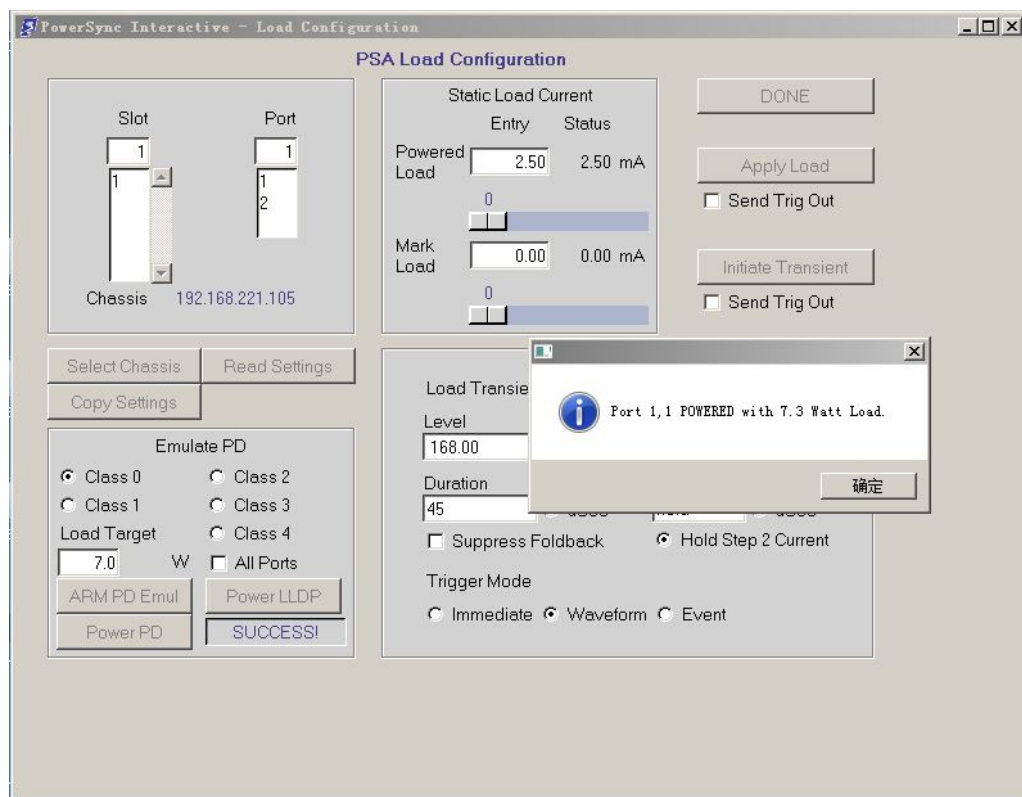 PowerSync Interactive - Load Configuration
PSA Load Configuration
Slot
Port
1
1
1
1
2
Chassis 192.168.221.105
Static Load Current
Entry Status
Powered Load 2.50 2.50 mA
0
Mark Load 0.00 0.00 mA
0
DONE
Apply Load
Send Trig Out
Initiate Transient
Send Trig Out
Select Chassis
Read Settings
Copy Settings
Emulate PD
Class 0
Class 2
Class 1
Class 3
Load Target
Class 4
7.0 W
All Ports
ARM PD Emul
Power LLDP
Power PD
SUCCESS!
Level
168.00
Duration
45
Suppress Foldback
Hold Step 2 Current
Trigger Mode
Immediate
Waveform
Event
Port 1,1 POWERED with 7.3 Watt Load.
确定